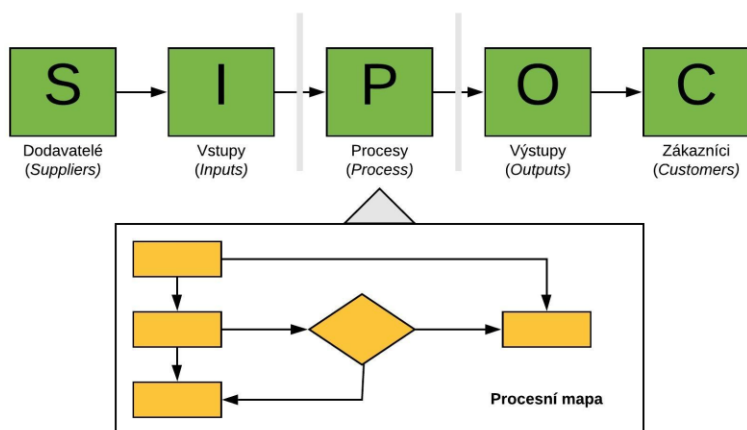 S I P O C
Dodavatelé Vstupy Procesy Výstupy Zákazníci
(Suppliers) (Inputs) (Process) (Outputs) (Customers)
Procesní mapa